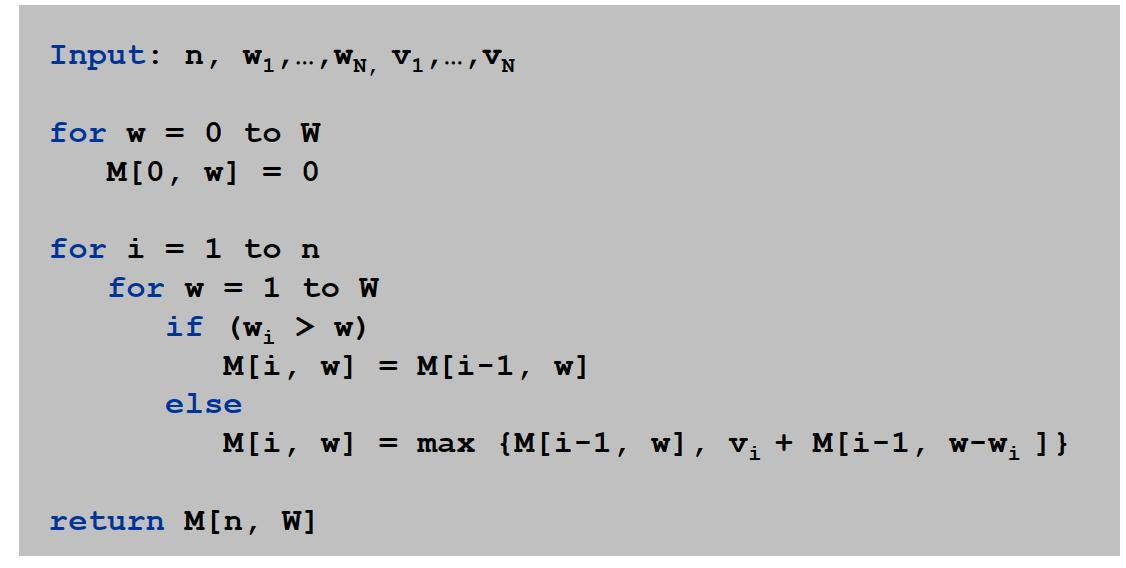 Input: n, w1,…,wN, v1,…,vN
for w = 0 to W
M[0, w] = 0
for i = 1 to n
for w = 1 to W
if (wi > w)
M[i, w] = M[i-1, w]
else
M[i, w] = max {M[i-1, w], vi + M[i-1, w-wi ]}
return M[n, W]